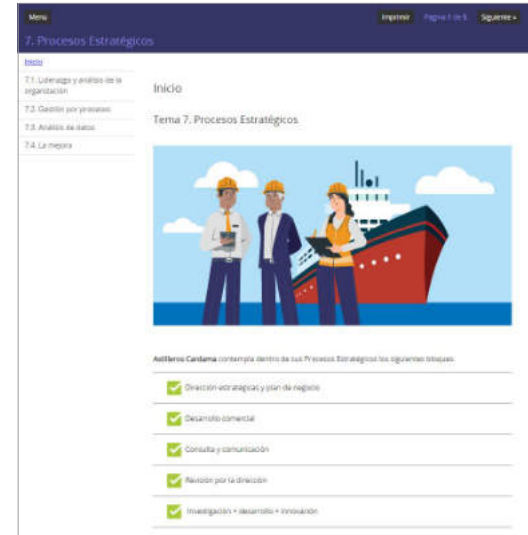 Menú
Imprimir Página 1 de 5 Siguiente »
7. Procesos Estratégicos
Inicio
7.1. Liderazgo y análisis de la
organización
7.2. Gestión por procesos
7.3. Análisis de datos
7.4. La mejora
Inicio
Tema 7. Procesos Estratégicos
Astilleros Cardama contempla dentro de sus Procesos Estratégicos los siguientes bloques:
Dirección estratégicas y plan de negocio
Desarrollo comercial
Consulta y comunicación
Revisión por la dirección
Investigación + desarrollo + innovación